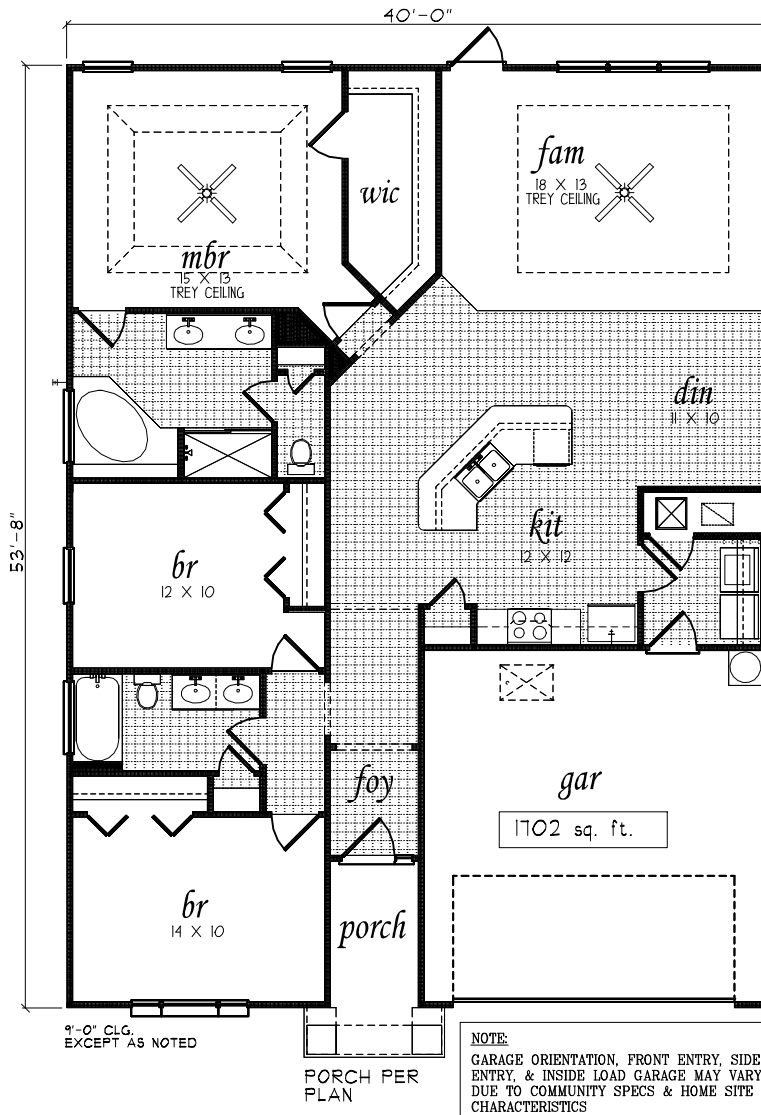 40'-0"
fam
18 X 13
TREY CEILING
wic
mbr
15 X 13
TREY CEILING
din
11 X 10
53'-8"
kit
12 X 12
br
12 X 10
foy
gar
1702 sq. ft.
br
14 X 10
porch
9'-0" CLG.
EXCEPT AS NOTED
PORCH PER
PLAN
NOTE:
GARAGE ORIENTATION, FRONT ENTRY, SIDE
ENTRY, & INSIDE LOAD GARAGE MAY VARY
DUE TO COMMUNITY SPECS & HOME SITE
CHARACTERISTICS